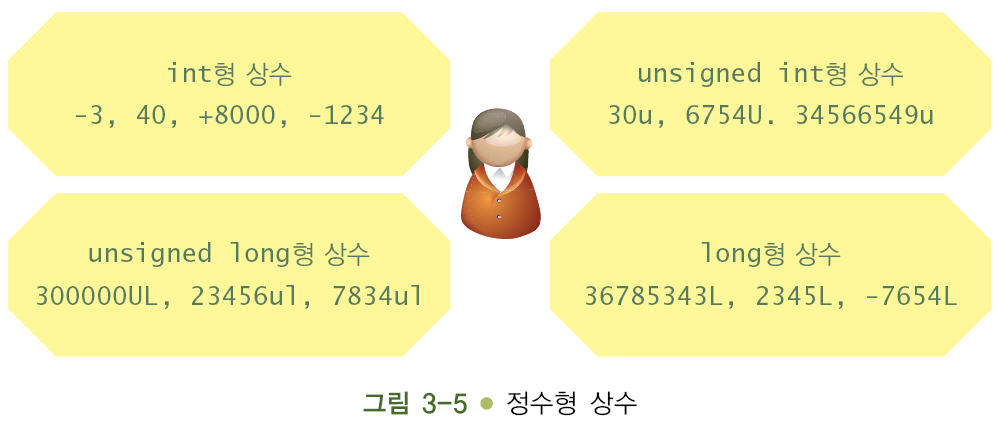 int형 상수
-3, 40, +8000, -1234
unsigned int형 상수
30u, 6754U. 34566549u
unsigned long형 상수
300000UL, 23456ul, 7834ul
long형 상수
36785343L, 2345L, -7654L
그림 3-5 ● 정수형 상수